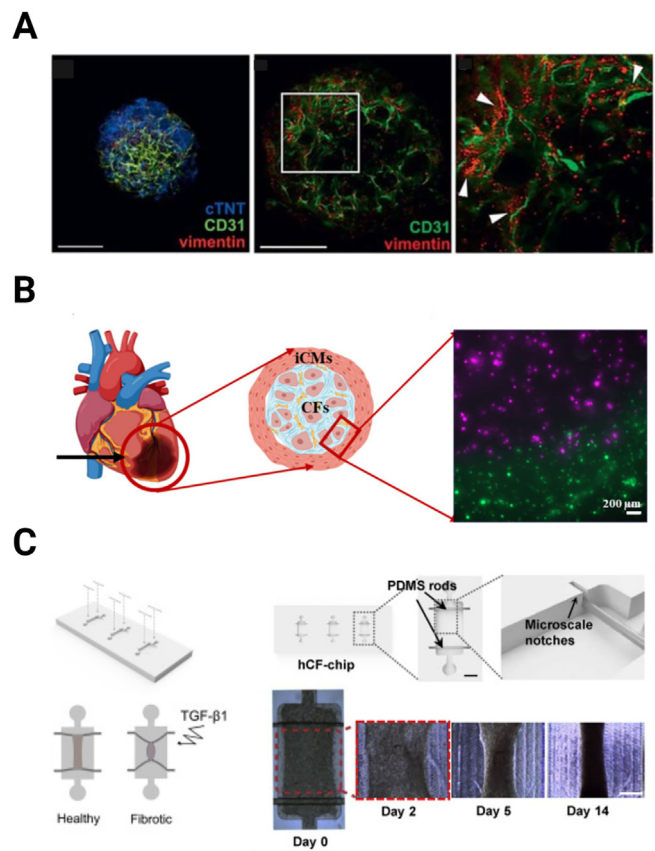 A
cTNT
CD31
vimentin
CD31
vimentin
B
iCMs
CFs
200 µm
C
PDMS rods
Microscale
notches
hCF-chip
TGF-β1
Healthy
Fibrotic
Day 0
Day 2
Day 5
Day 14